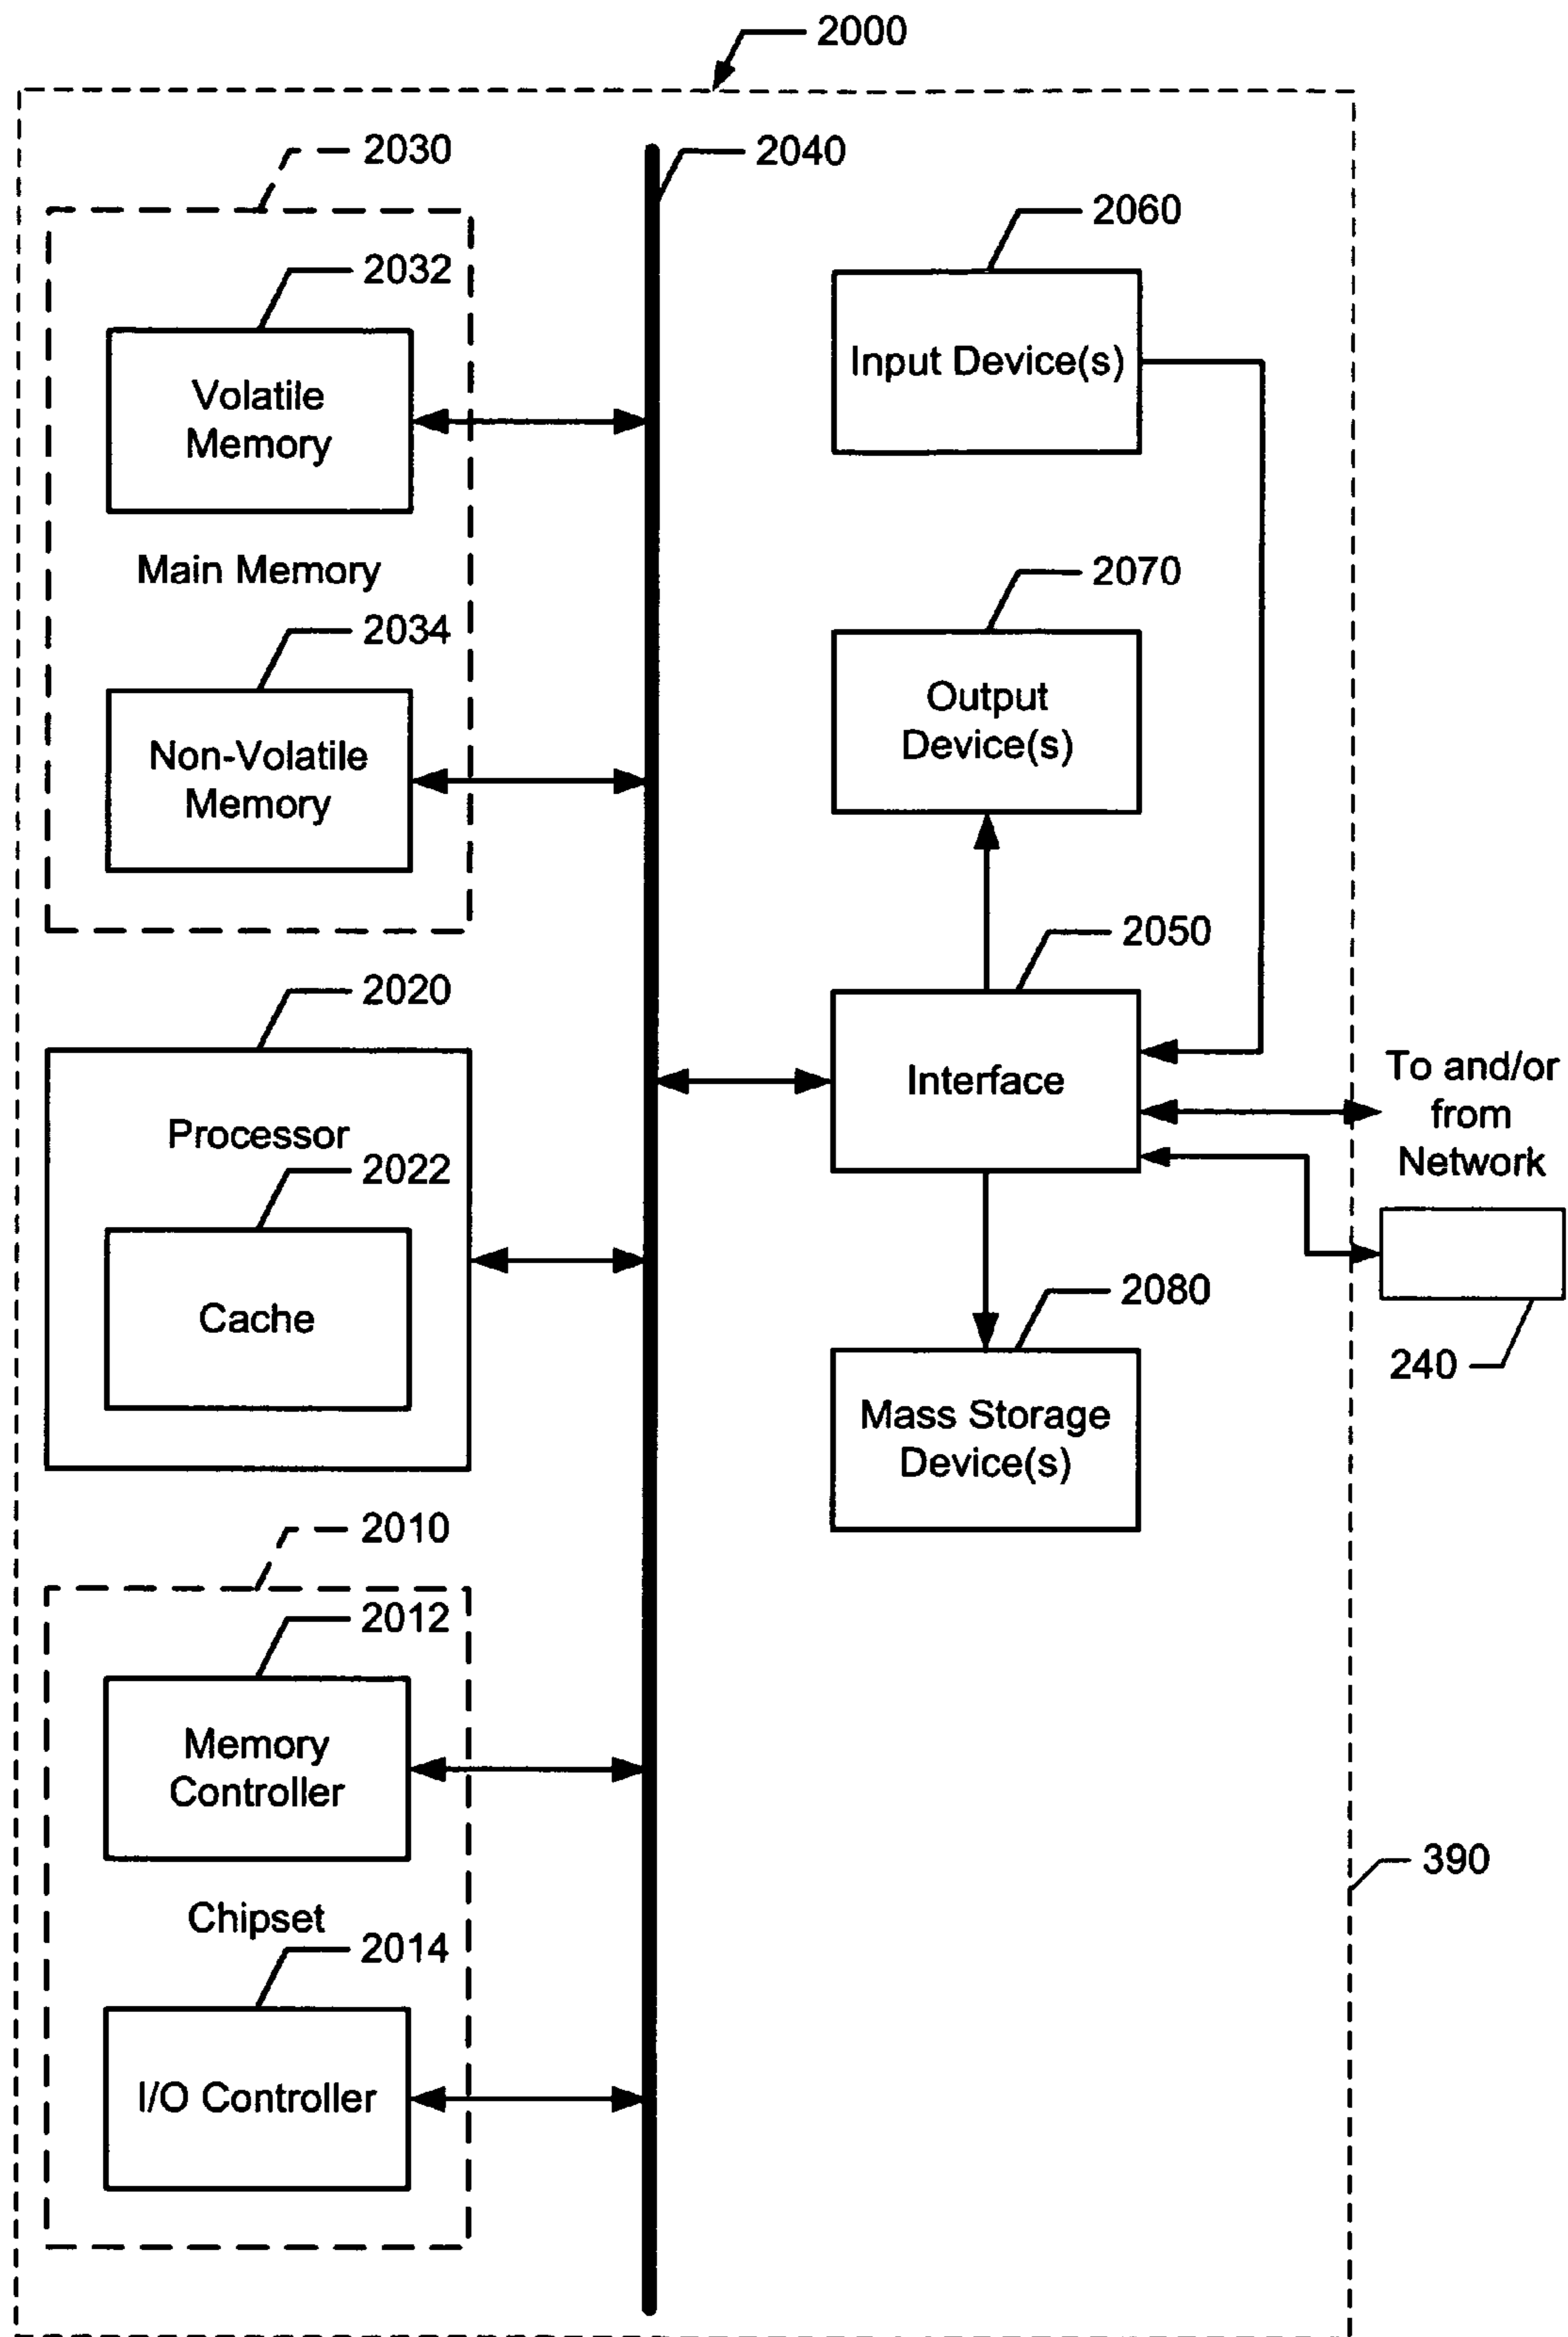 2000
2030
2040
2060
2032
Volatile
Memory
Input Device(s)
Main Memory
2034
2070
Non-Volatile
Memory
Output
Device(s)
2050
2020
Processor
2022
Cache
Interface
To and/or
from
Network
2080
240
Mass Storage
Device(s)
2010
2012
Memory
Controller
Chipset
2014
I/O Controller
390